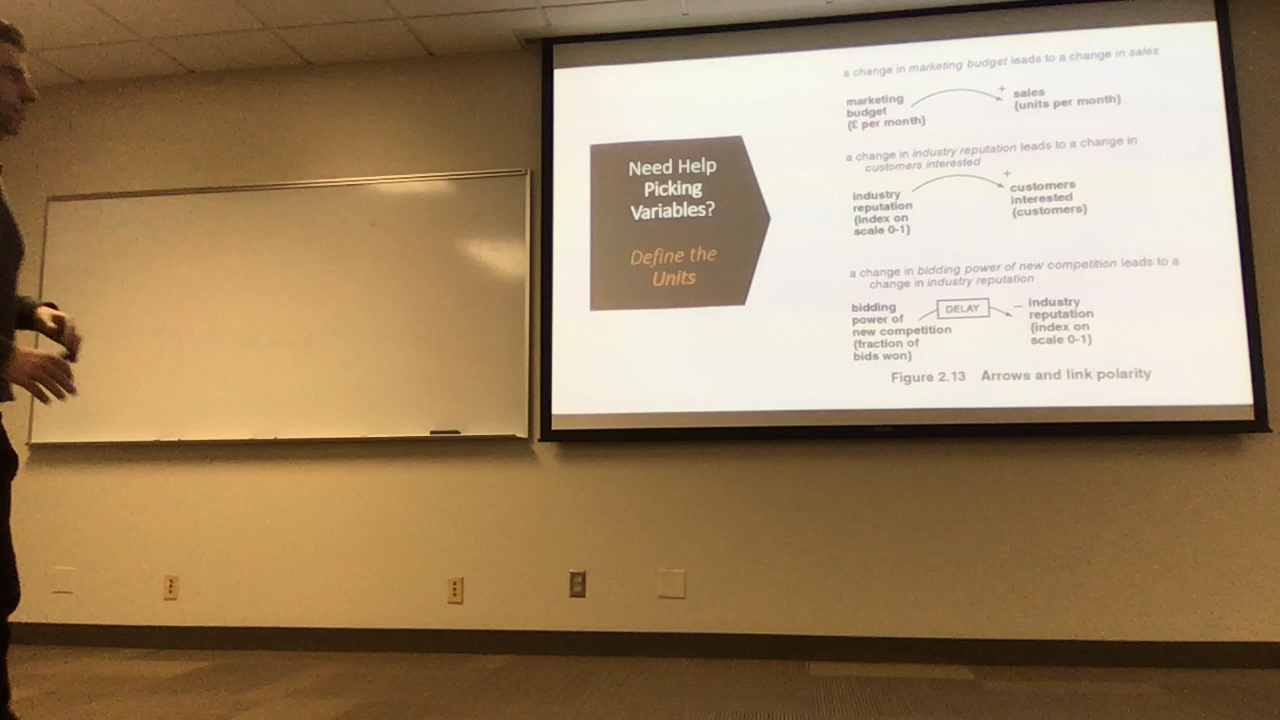 Need Help
Picking
Variables?
Define the
Units
a change in marketing budget leads to a change in sales
marketing
budget
(£ per month)
+
sales
(units per month)
a change in industry reputation leads to a change in
customers interested
industry
reputation
(index on
scale 0-1)
+
customers
interested
(customers)
a change in bidding power of new competition leads to a
change in industry reputation
bidding
power of
new competition
(fraction of
bids won)
DELAY
–
industry
reputation
(index on
scale 0-1)
Figure 2.13 Arrows and link polarity